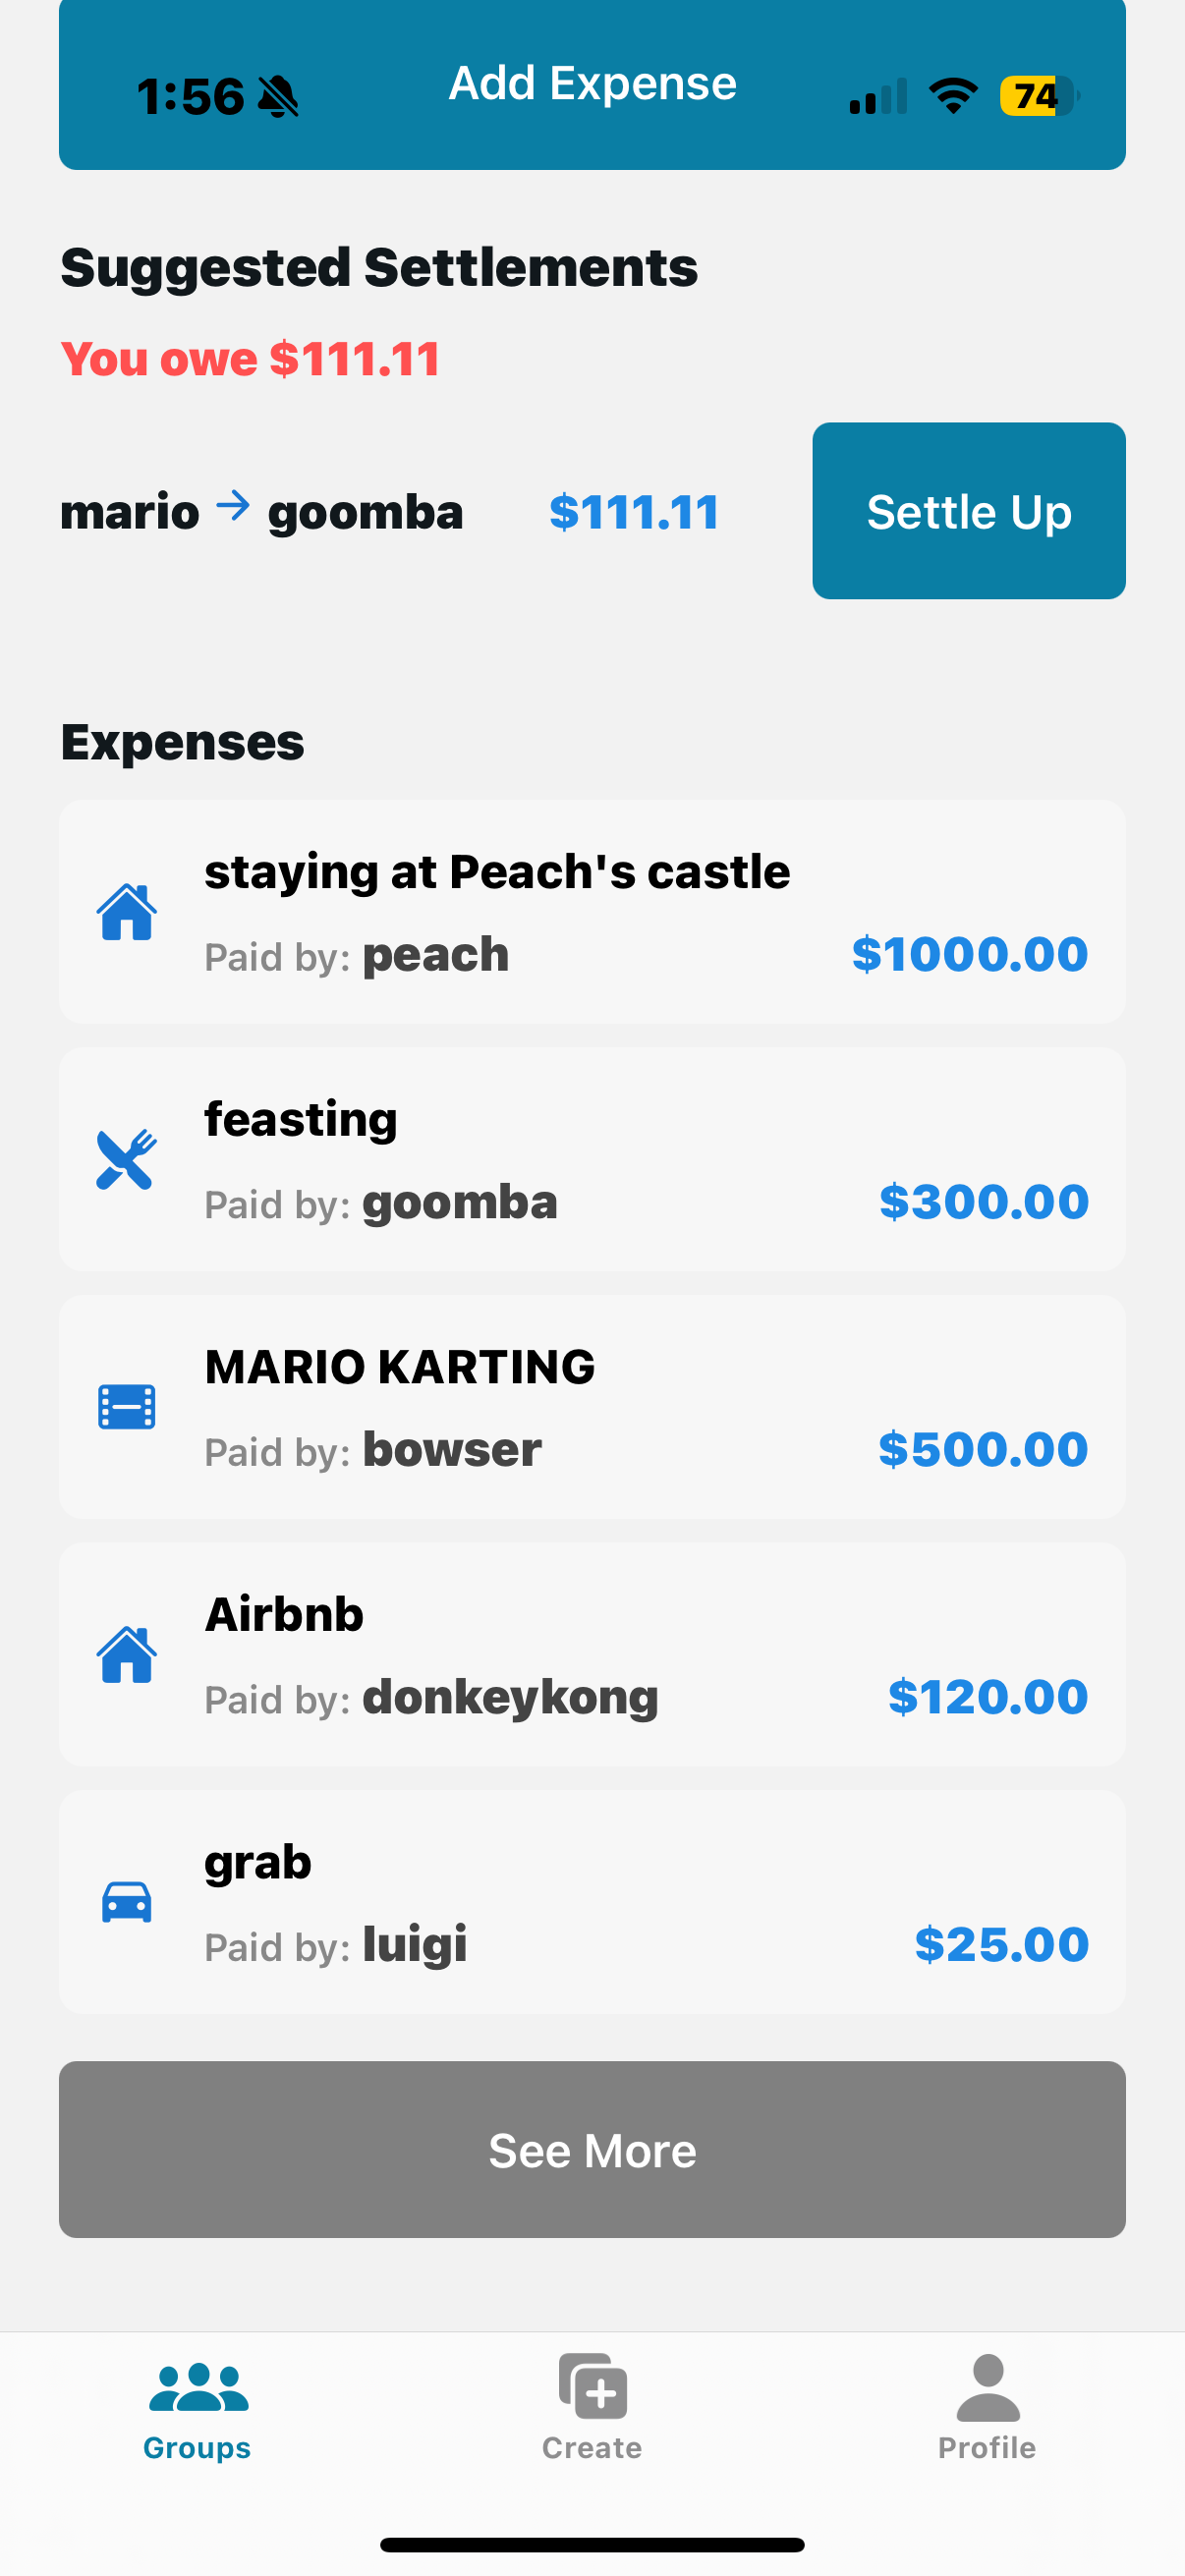 1:56 Add Expense 74
Suggested Settlements
You owe $111.11
mario → goomba $111.11 Settle Up
Expenses
staying at Peach's castle
Paid by: peach $1000.00
feasting
Paid by: goomba $300.00
MARIO KARTING
Paid by: bowser $500.00
Airbnb
Paid by: donkeykong $120.00
grab
Paid by: luigi $25.00
See More
Groups Create Profile